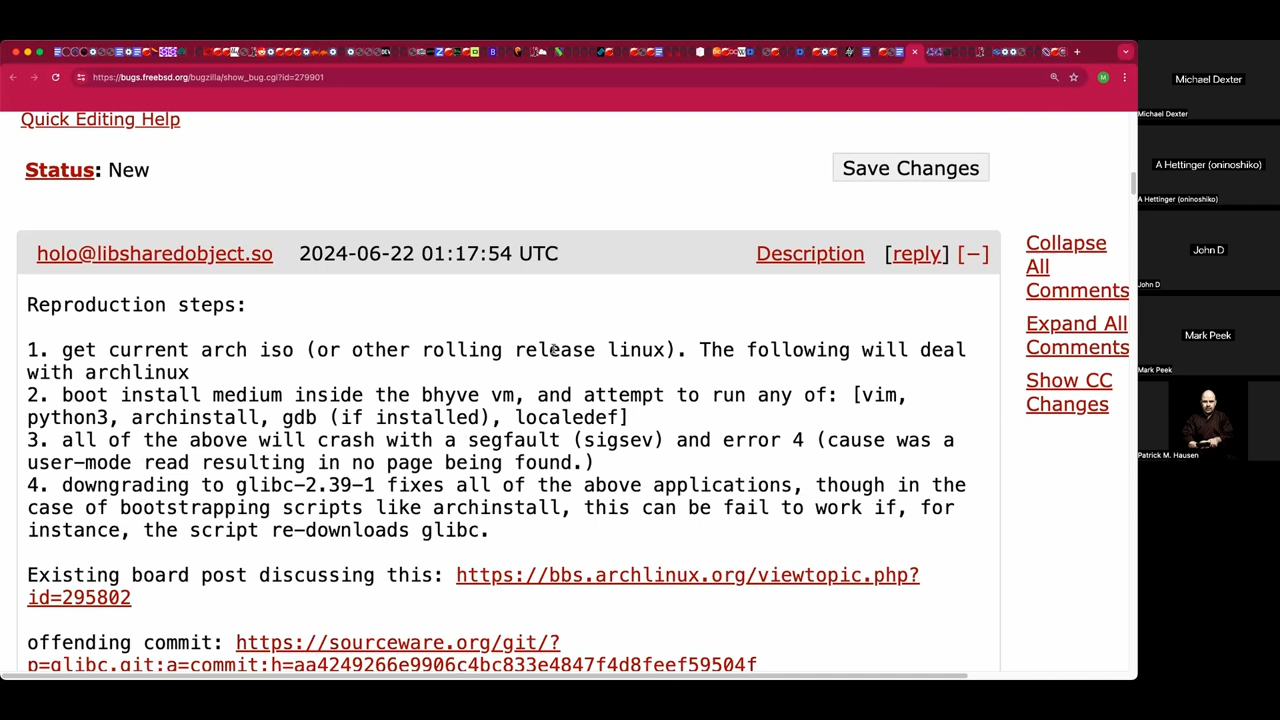 https://bugs.freebsd.org/bugzilla/show_bug.cgi?id=279901
Quick Editing Help
Status: New
Save Changes
holo@libsharedobject.so 2024-06-22 01:17:54 UTC Description [reply] [−]
Reproduction steps:
1. get current arch iso (or other rolling release linux). The following will deal
with archlinux
2. boot install medium inside the bhyve vm, and attempt to run any of: [vim,
python3, archinstall, gdb (if installed), localedef]
3. all of the above will crash with a segfault (sigsev) and error 4 (cause was a
user-mode read resulting in no page being found.)
4. downgrading to glibc-2.39-1 fixes all of the above applications, though in the
case of bootstrapping scripts like archinstall, this can be fail to work if, for
instance, the script re-downloads glibc.
Existing board post discussing this: https://bbs.archlinux.org/viewtopic.php?
id=295802
offending commit: https://sourceware.org/git/?
p=glibc.git;a=commit;h=aa4249266e9906c4bc833e4847f4d8feef59504f
Collapse
All
Comments
Expand All
Comments
Show CC
Changes
Michael Dexter
Michael Dexter
A Hettinger (oninoshiko)
A Hettinger (oninoshiko)
John D
John D
Mark Peek
Mark Peek
Patrick M. Hausen